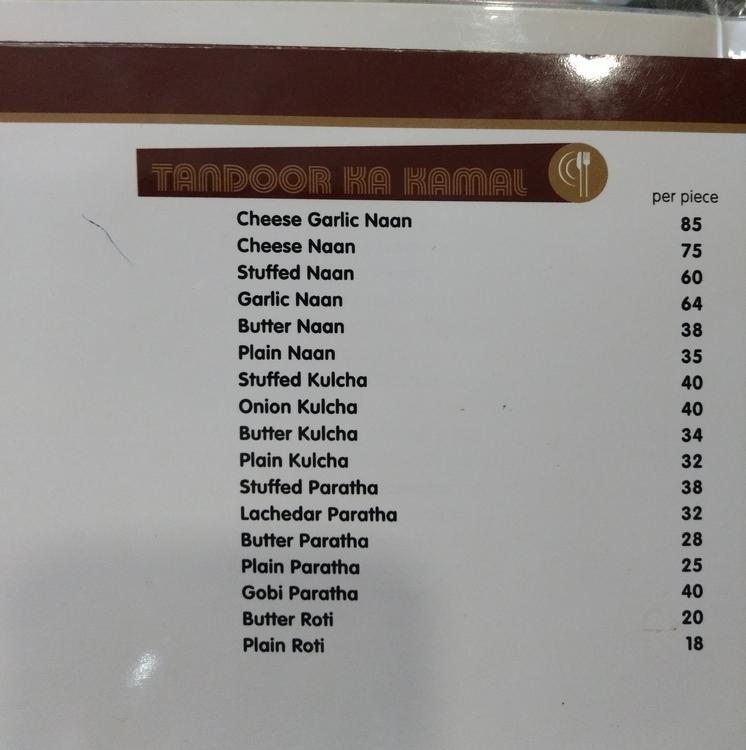 TANDOOR KA KAMAL
per piece
Cheese Garlic Naan 85
Cheese Naan 75
Stuffed Naan 60
Garlic Naan 64
Butter Naan 38
Plain Naan 35
Stuffed Kulcha 40
Onion Kulcha 40
Butter Kulcha 34
Plain Kulcha 32
Stuffed Paratha 38
Lachedar Paratha 32
Butter Paratha 28
Plain Paratha 25
Gobi Paratha 40
Butter Roti 20
Plain Roti 18